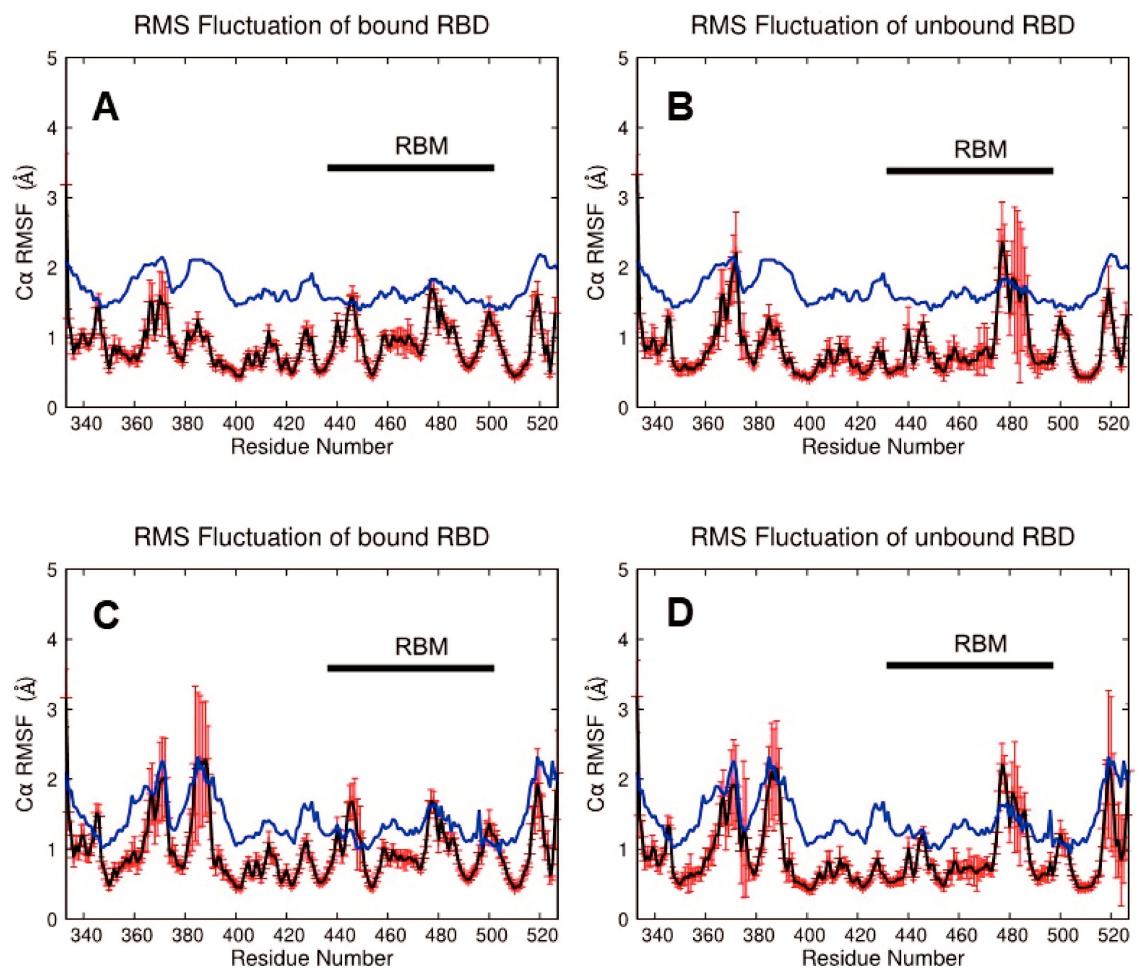 RMS Fluctuation of bound RBD
RMS Fluctuation of unbound RBD
5
4
3
2
1
0
Cα RMSF (Å)
A
RBM
340 360 380 400 420 440 460 480 500 520
Residue Number
5
4
3
2
1
0
Cα RMSF (Å)
B
RBM
340 360 380 400 420 440 460 480 500 520
Residue Number
RMS Fluctuation of bound RBD
RMS Fluctuation of unbound RBD
5
4
3
2
1
0
Cα RMSF (Å)
C
RBM
340 360 380 400 420 440 460 480 500 520
Residue Number
5
4
3
2
1
0
Cα RMSF (Å)
D
RBM
340 360 380 400 420 440 460 480 500 520
Residue Number